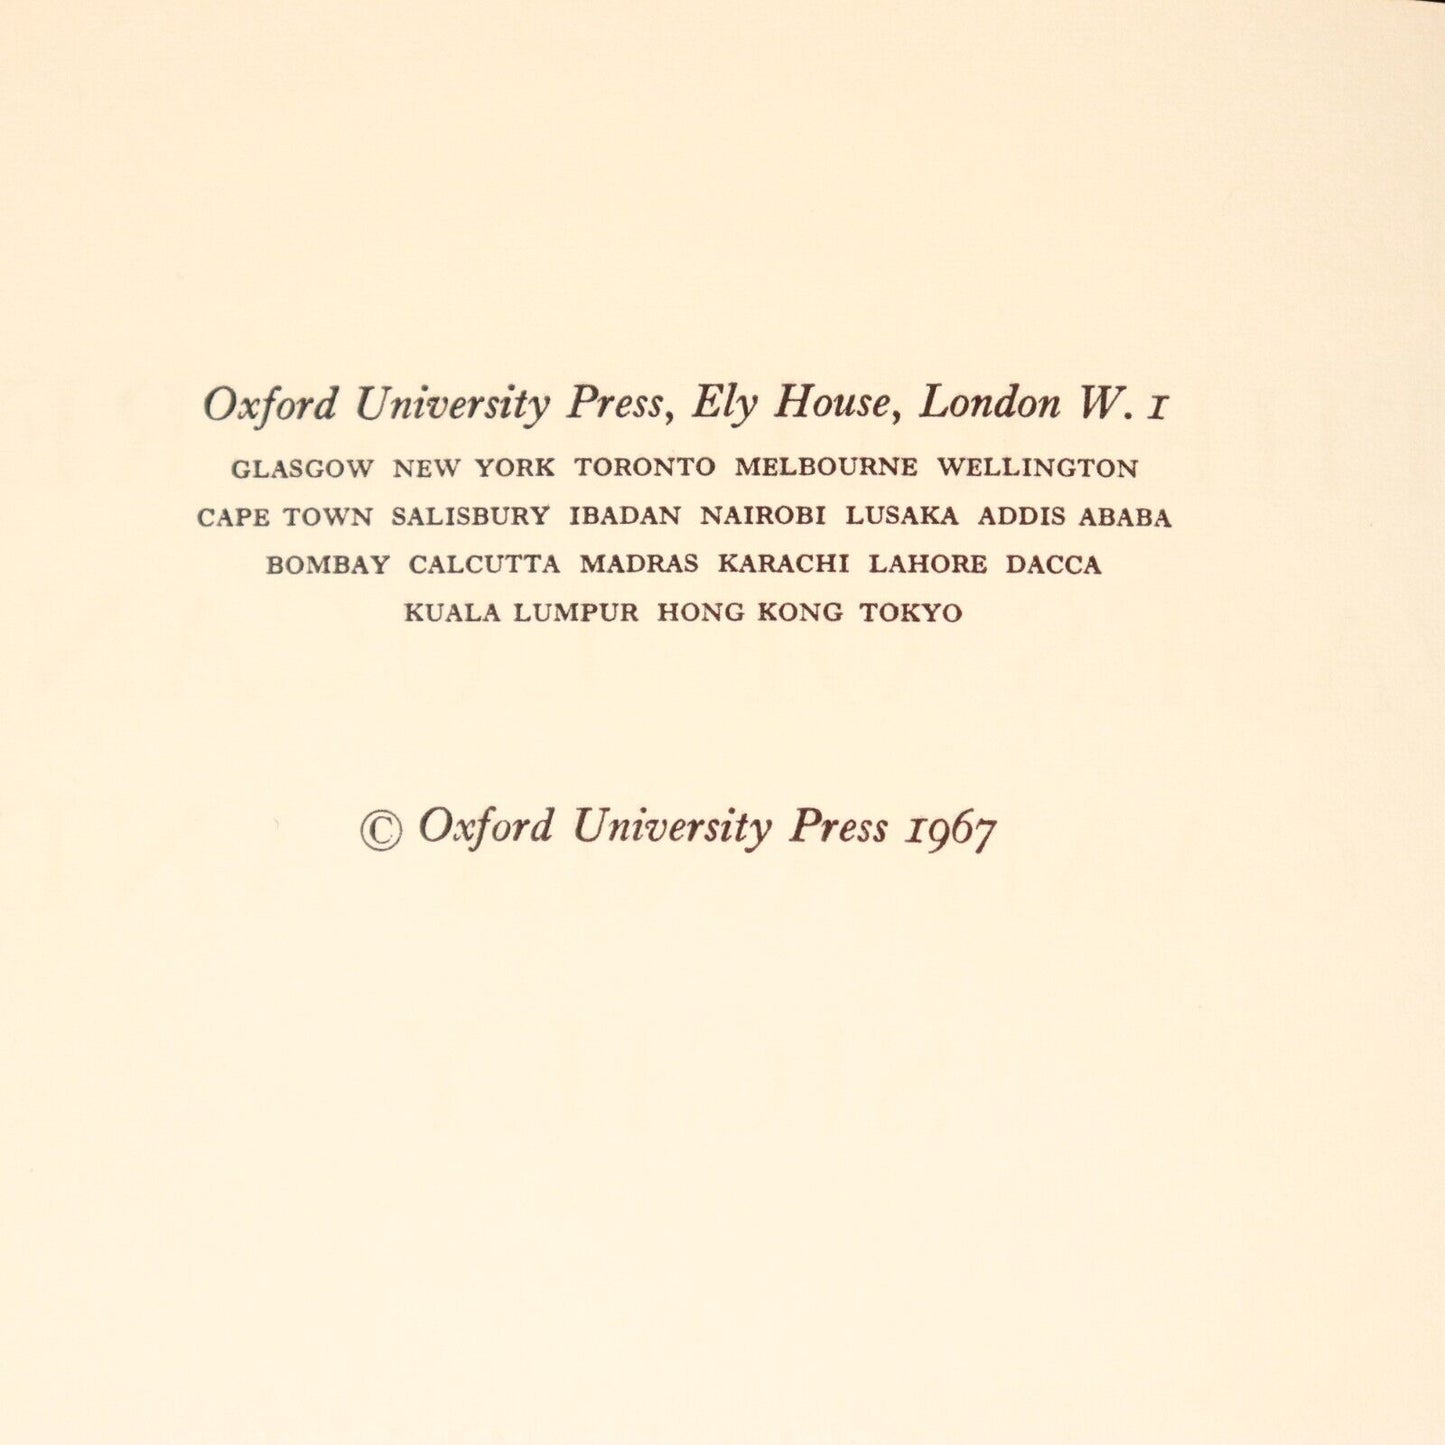 Oxford University Press, Ely House, London W. 1
GLASGOW NEW YORK TORONTO MELBOURNE WELLINGTON
CAPE TOWN SALISBURY IBADAN NAIROBI LUSAKA ADDIS ABABA
BOMBAY CALCUTTA MADRAS KARACHI LAHORE DACCA
KUALA LUMPUR HONG KONG TOKYO
© Oxford University Press 1967